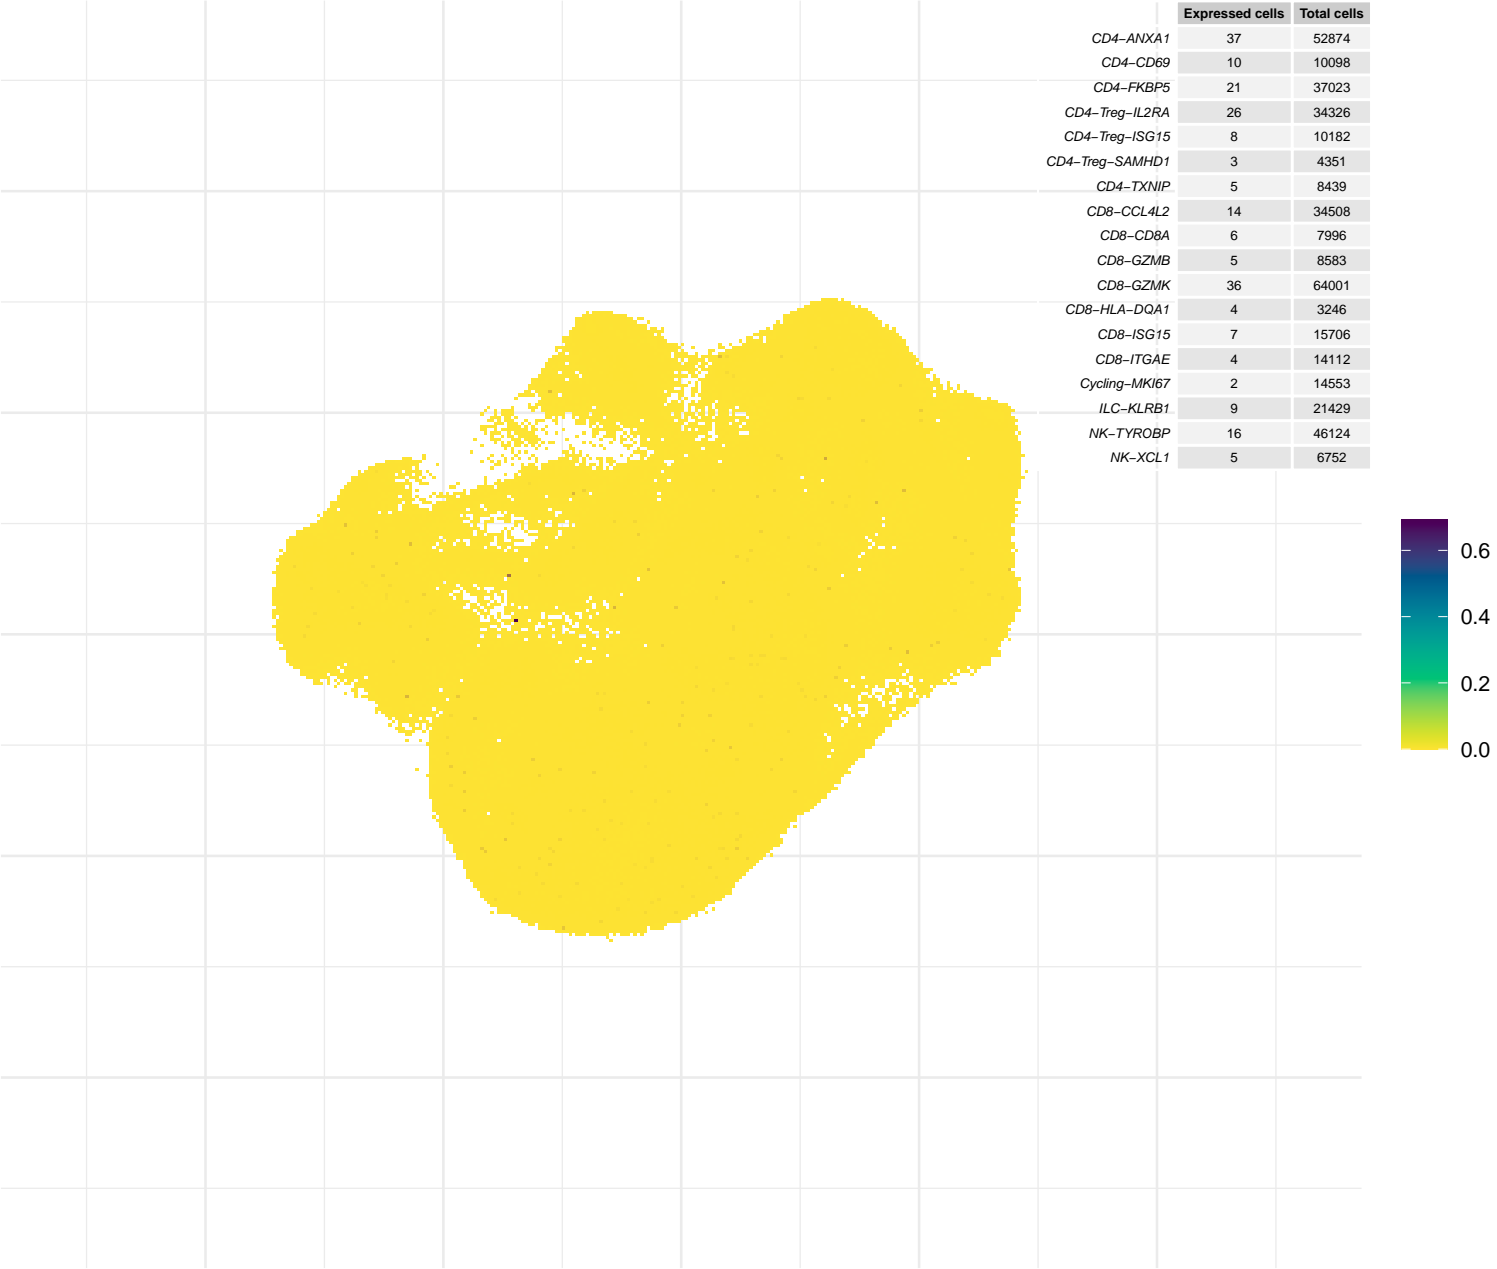 Expressed cells Total cells
CD4−ANXA1 37 52874
CD4−CD69 10 10098
CD4−FKBP5 21 37023
CD4−Treg−IL2RA 26 34326
CD4−Treg−ISG15 8 10182
CD4−Treg−SAMHD1 3 4351
CD4−TXNIP 5 8439
CD8−CCL4L2 14 34508
CD8−CD8A 6 7996
CD8−GZMB 5 8583
CD8−GZMK 36 64001
CD8−HLA−DQA1 4 3246
CD8−ISG15 7 15706
CD8−ITGAE 4 14112
Cycling−MKI67 2 14553
ILC−KLRB1 9 21429
NK−TYROBP 16 46124
NK−XCL1 5 6752
0.6
0.4
0.2
0.0